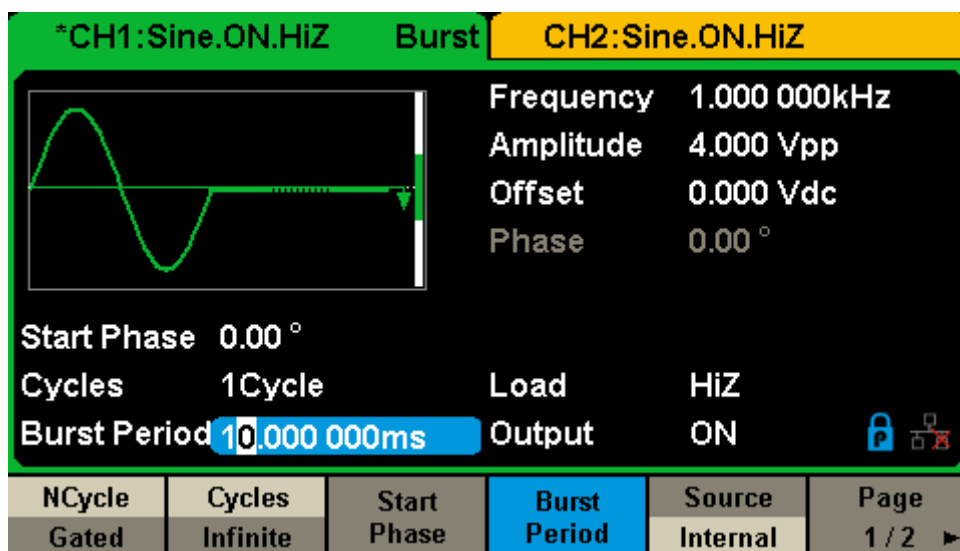 *CH1:Sine.ON.HiZ Burst CH2:Sine.ON.HiZ
Frequency 1.000 000kHz
Amplitude 4.000 Vpp
Offset 0.000 Vdc
Phase 0.00 °
Start Phase 0.00 °
Cycles 1Cycle Load HiZ
Burst Period 10.000 000ms Output ON P
NCycle Cycles Start Burst Source Page
Gated Infinite Phase Period Internal 1 / 2 ►